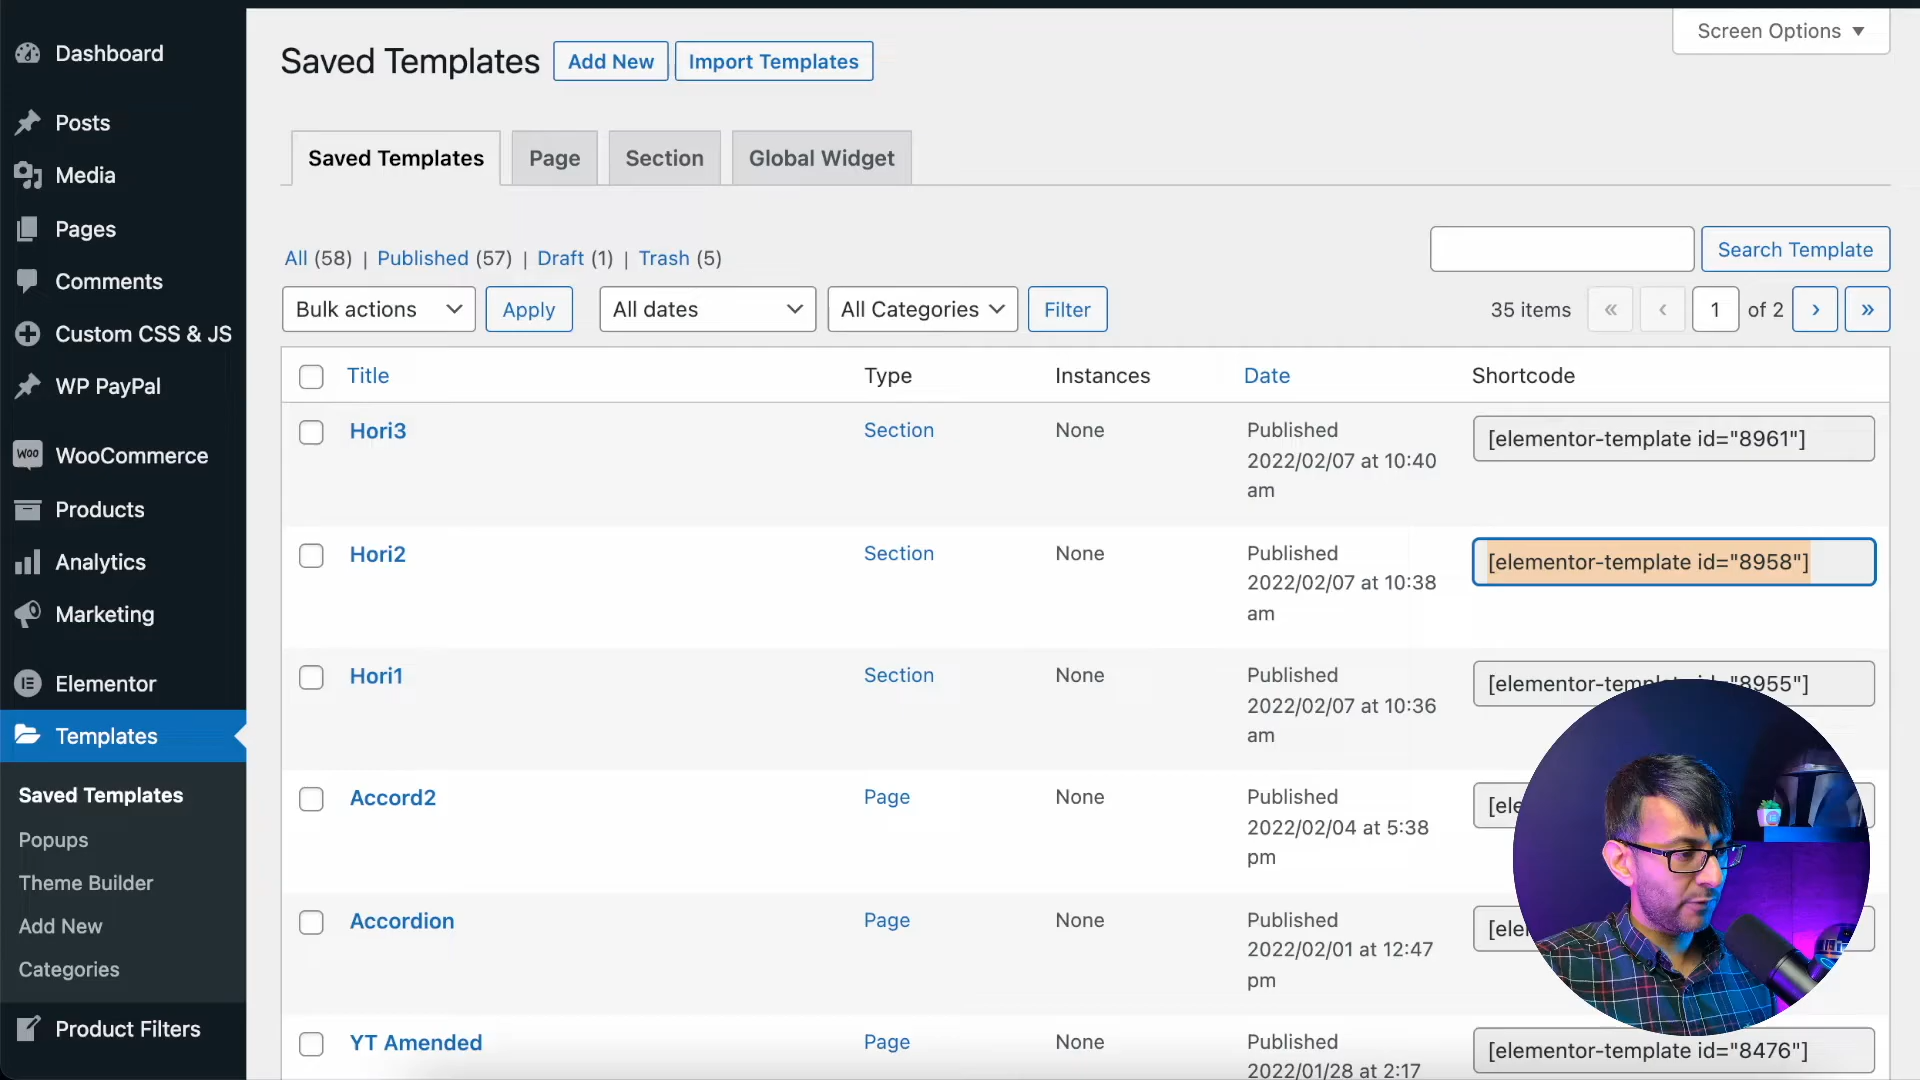 Dashboard
Posts
Media
Pages
Comments
Custom CSS & JS
WP PayPal
Woo WooCommerce
Products
Analytics
Marketing
Elementor
Templates
Saved Templates
Popups
Theme Builder
Add New
Categories
Product Filters
Screen Options
Saved Templates Add New Import Templates
Saved Templates Page Section Global Widget
All (58) | Published (57) | Draft (1) | Trash (5)
Search Template
Bulk actions Apply All dates All Categories Filter
35 items « ‹ 1 of 2 › »
Title Type Instances Date Shortcode
Hori3 Section None Published
2022/02/07 at 10:40
am
[elementor-template id="8961"]
Hori2 Section None Published
2022/02/07 at 10:38
am
[elementor-template id="8958"]
Hori1 Section None Published
2022/02/07 at 10:36
am
[elementor-template id="8955"]
Accord2 Page None Published
2022/02/04 at 5:38
pm
[ele
Accordion Page None Published
2022/02/01 at 12:47
pm
[ele
YT Amended Page None Published
2022/01/28 at 2:17
[elementor-template id="8476"]